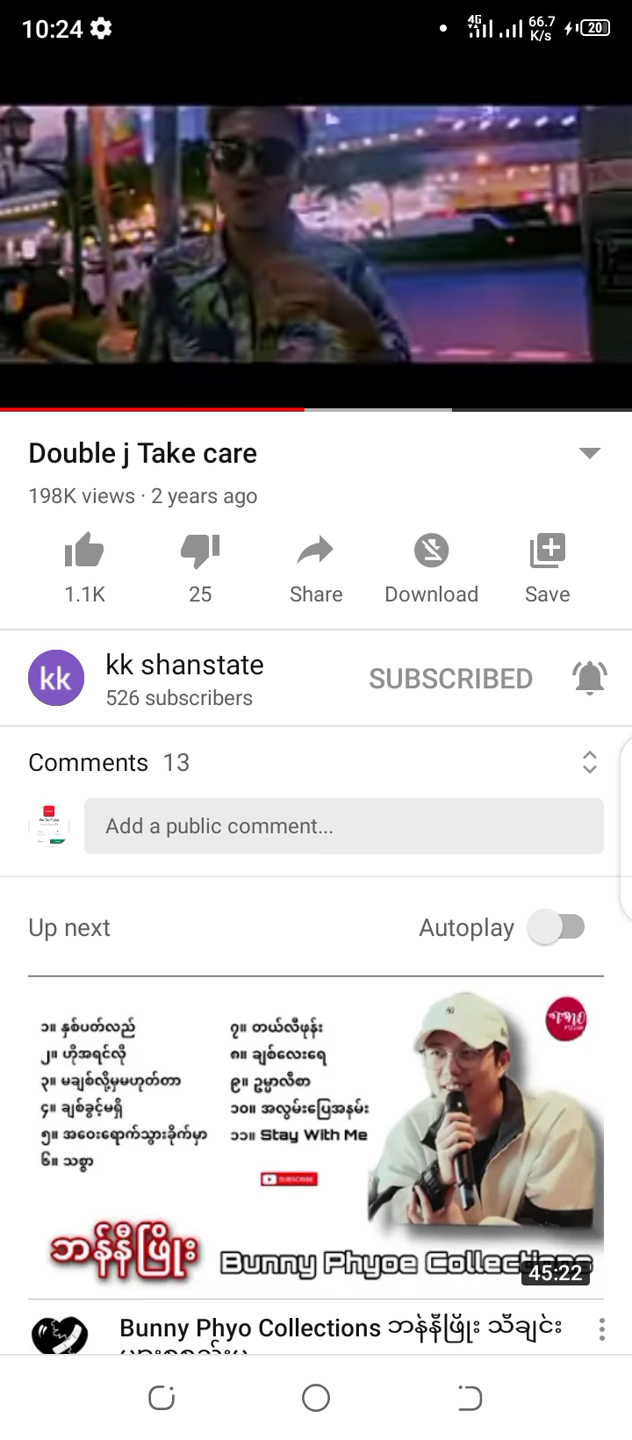 10:24
4G
66.7
K/s
20
Double j Take care
198K views · 2 years ago
1.1K
25
Share
Download
Save
kk
kk shanstate
526 subscribers
SUBSCRIBED
Comments 13
Add a public comment...
Up next
Autoplay
၁။ နှစ်ပတ်လည်
၂။ ဟိုအရင်လို
၃။ မချစ်လို့မှမဟုတ်တာ
၄။ ချစ်ခွင့်မရှိ
၅။ အဝေးရောက်သွားခိုက်မှာ
၆။ သစ္စာ
၇။ တယ်လီဖုန်း
၈။ ချစ်လေးရေ
၉။ ဥမ္မာလီစာ
၁၀။ အလွမ်းပြေအနမ်း
၁၁။ Stay With Me
SUBSCRIBE
ဘန်နီဖြိုး
Bunny Phyoe Collections
45:22
Bunny Phyo Collections ဘန်နီဖြိုး သီချင်း